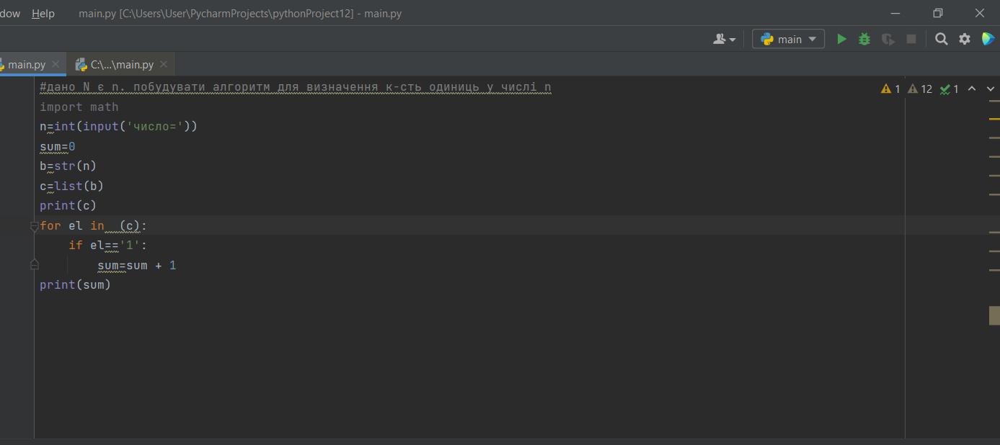 dow Help main.py [C:\Users\User\PycharmProjects\pythonProject12] - main.py
main
main.py C:\...\main.py
#дано N є n. побудувати алгоритм для визначення к-сть одиниць у числі n
1 12 1
import math
n=int(input('число='))
sum=0
b=str(n)
c=list(b)
print(c)
for el in  (c):
    if el=='1':
        sum=sum + 1
print(sum)